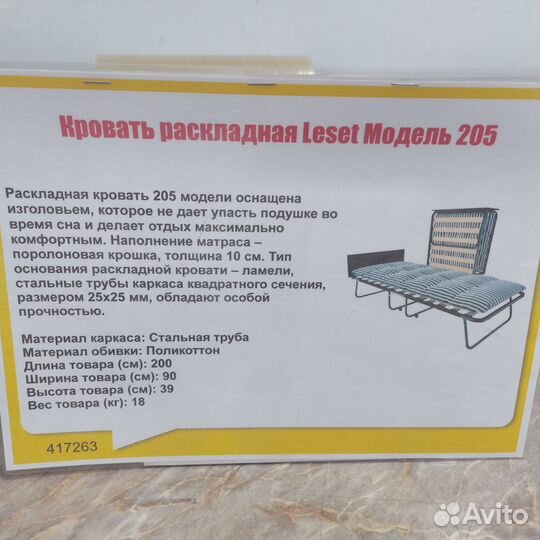 Кровать раскладная Leset Модель 205
Раскладная кровать 205 модели оснащена
изголовьем, которое не дает упасть подушке во
время сна и делает отдых максимально
комфортным. Наполнение матраса –
поролоновая крошка, толщина 10 см. Тип
основания раскладной кровати – ламели,
стальные трубы каркаса квадратного сечения,
размером 25х25 мм, обладают особой
прочностью.
Материал каркаса: Стальная труба
Материал обивки: Поликоттон
Длина товара (см): 200
Ширина товара (см): 90
Высота товара (см): 39
Вес товара (кг): 18
417263
Avito